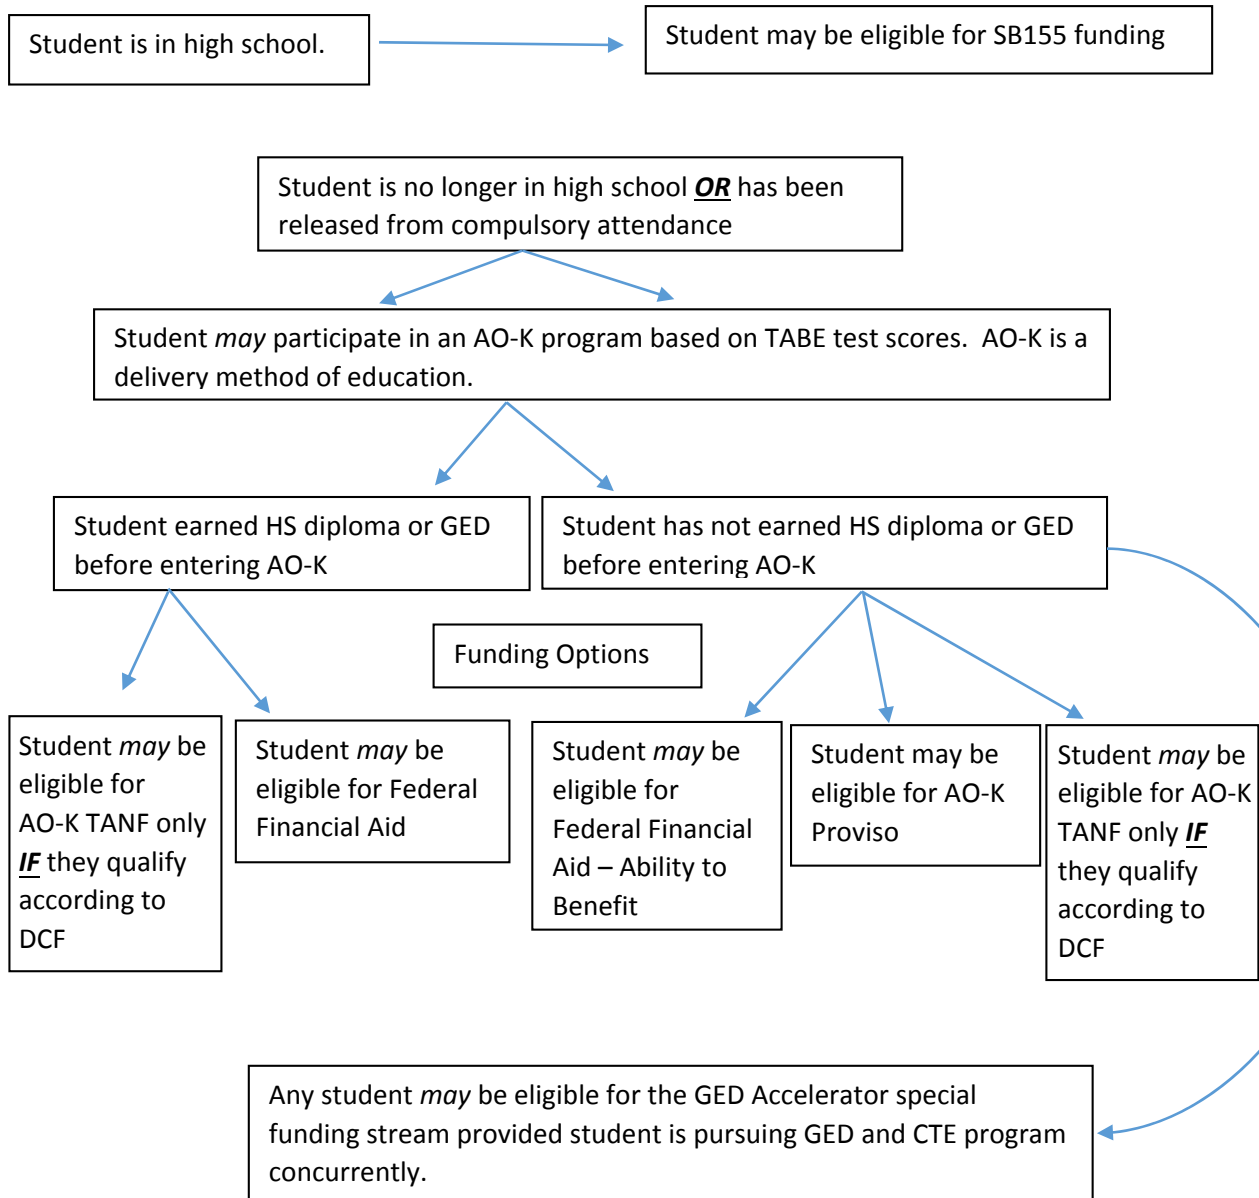 Student is in high school.
Student may be eligible for SB155 funding
Student is no longer in high school OR has been
released from compulsory attendance
Student may participate in an AO-K program based on TABE test scores.  AO-K is a
delivery method of education.
Student earned HS diploma or GED
before entering AO-K
Student has not earned HS diploma or GED
before entering AO-K
Funding Options
Student may be
eligible for
AO-K TANF only
IF they qualify
according to
DCF
Student may be
eligible for Federal
Financial Aid
Student may be
eligible for
Federal Financial
Aid – Ability to
Benefit
Student may be
eligible for AO-K
Proviso
Student may be
eligible for AO-K
TANF only IF
they qualify
according to
DCF
Any student may be eligible for the GED Accelerator special
funding stream provided student is pursuing GED and CTE program
concurrently.